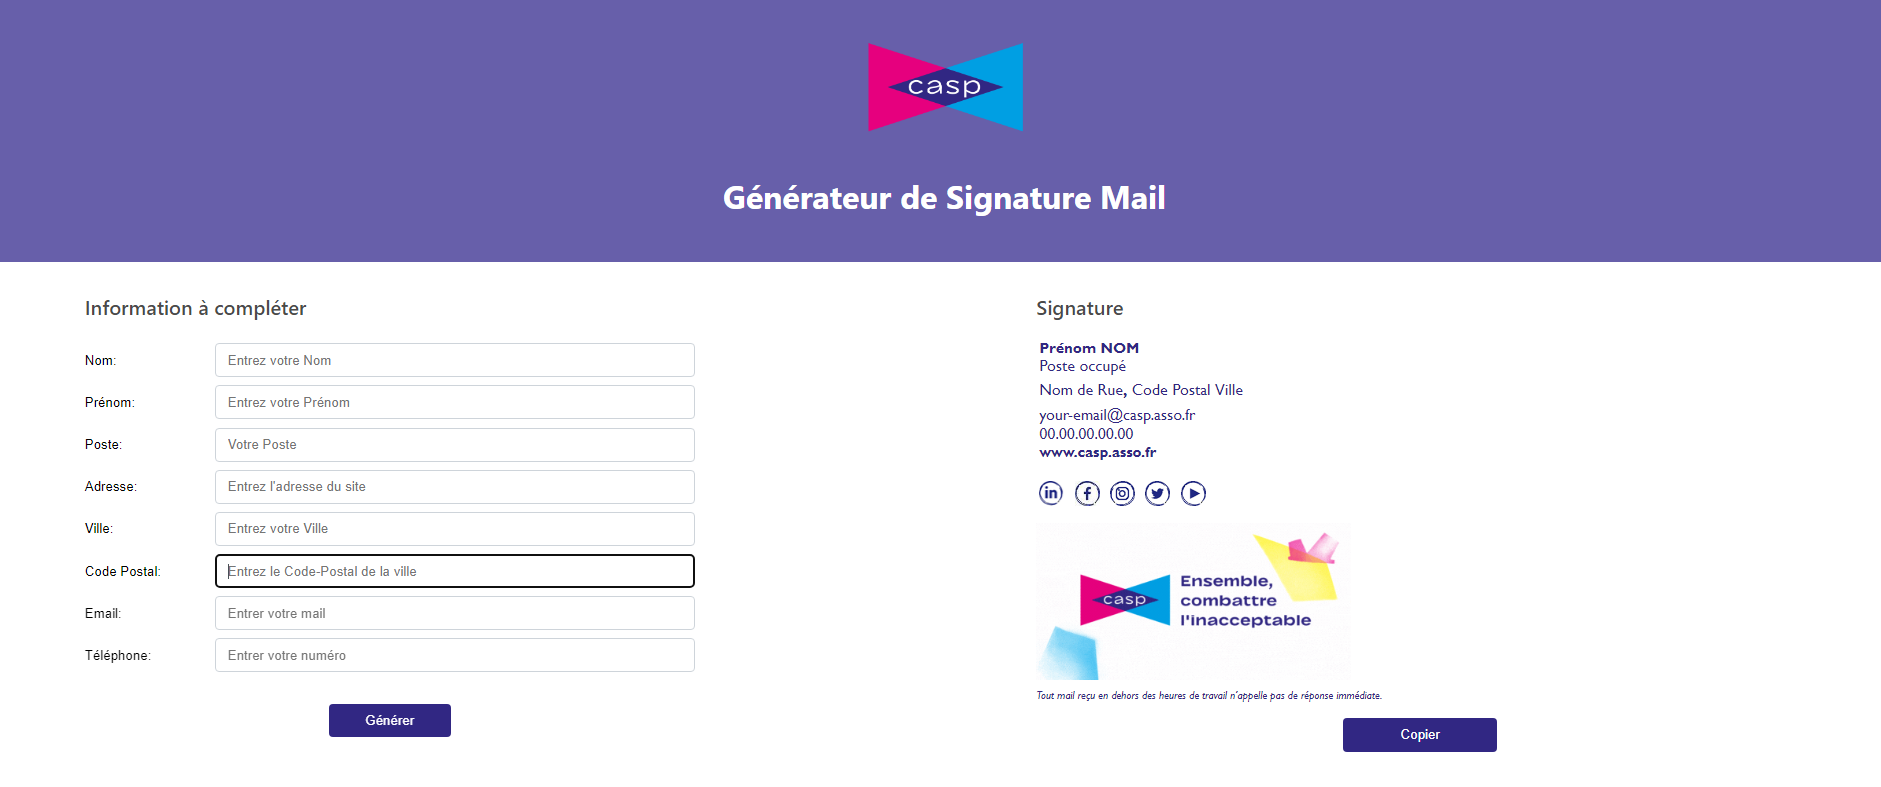 casp
Générateur de Signature Mail
Information à compléter
Nom:
Entrez votre Nom
Prénom:
Entrez votre Prénom
Poste:
Votre Poste
Adresse:
Entrez l'adresse du site
Ville:
Entrez votre Ville
Code Postal:
Entrez le Code-Postal de la ville
Email:
Entrer votre mail
Téléphone:
Entrer votre numéro
Générer
Signature
Prénom NOM
Poste occupé
Nom de Rue, Code Postal Ville
your-email@casp.asso.fr
00.00.00.00.00
www.casp.asso.fr
in f
casp
Ensemble,
combattre
l'inacceptable
Tout mail reçu en dehors des heures de travail n'appelle pas de réponse immédiate.
Copier